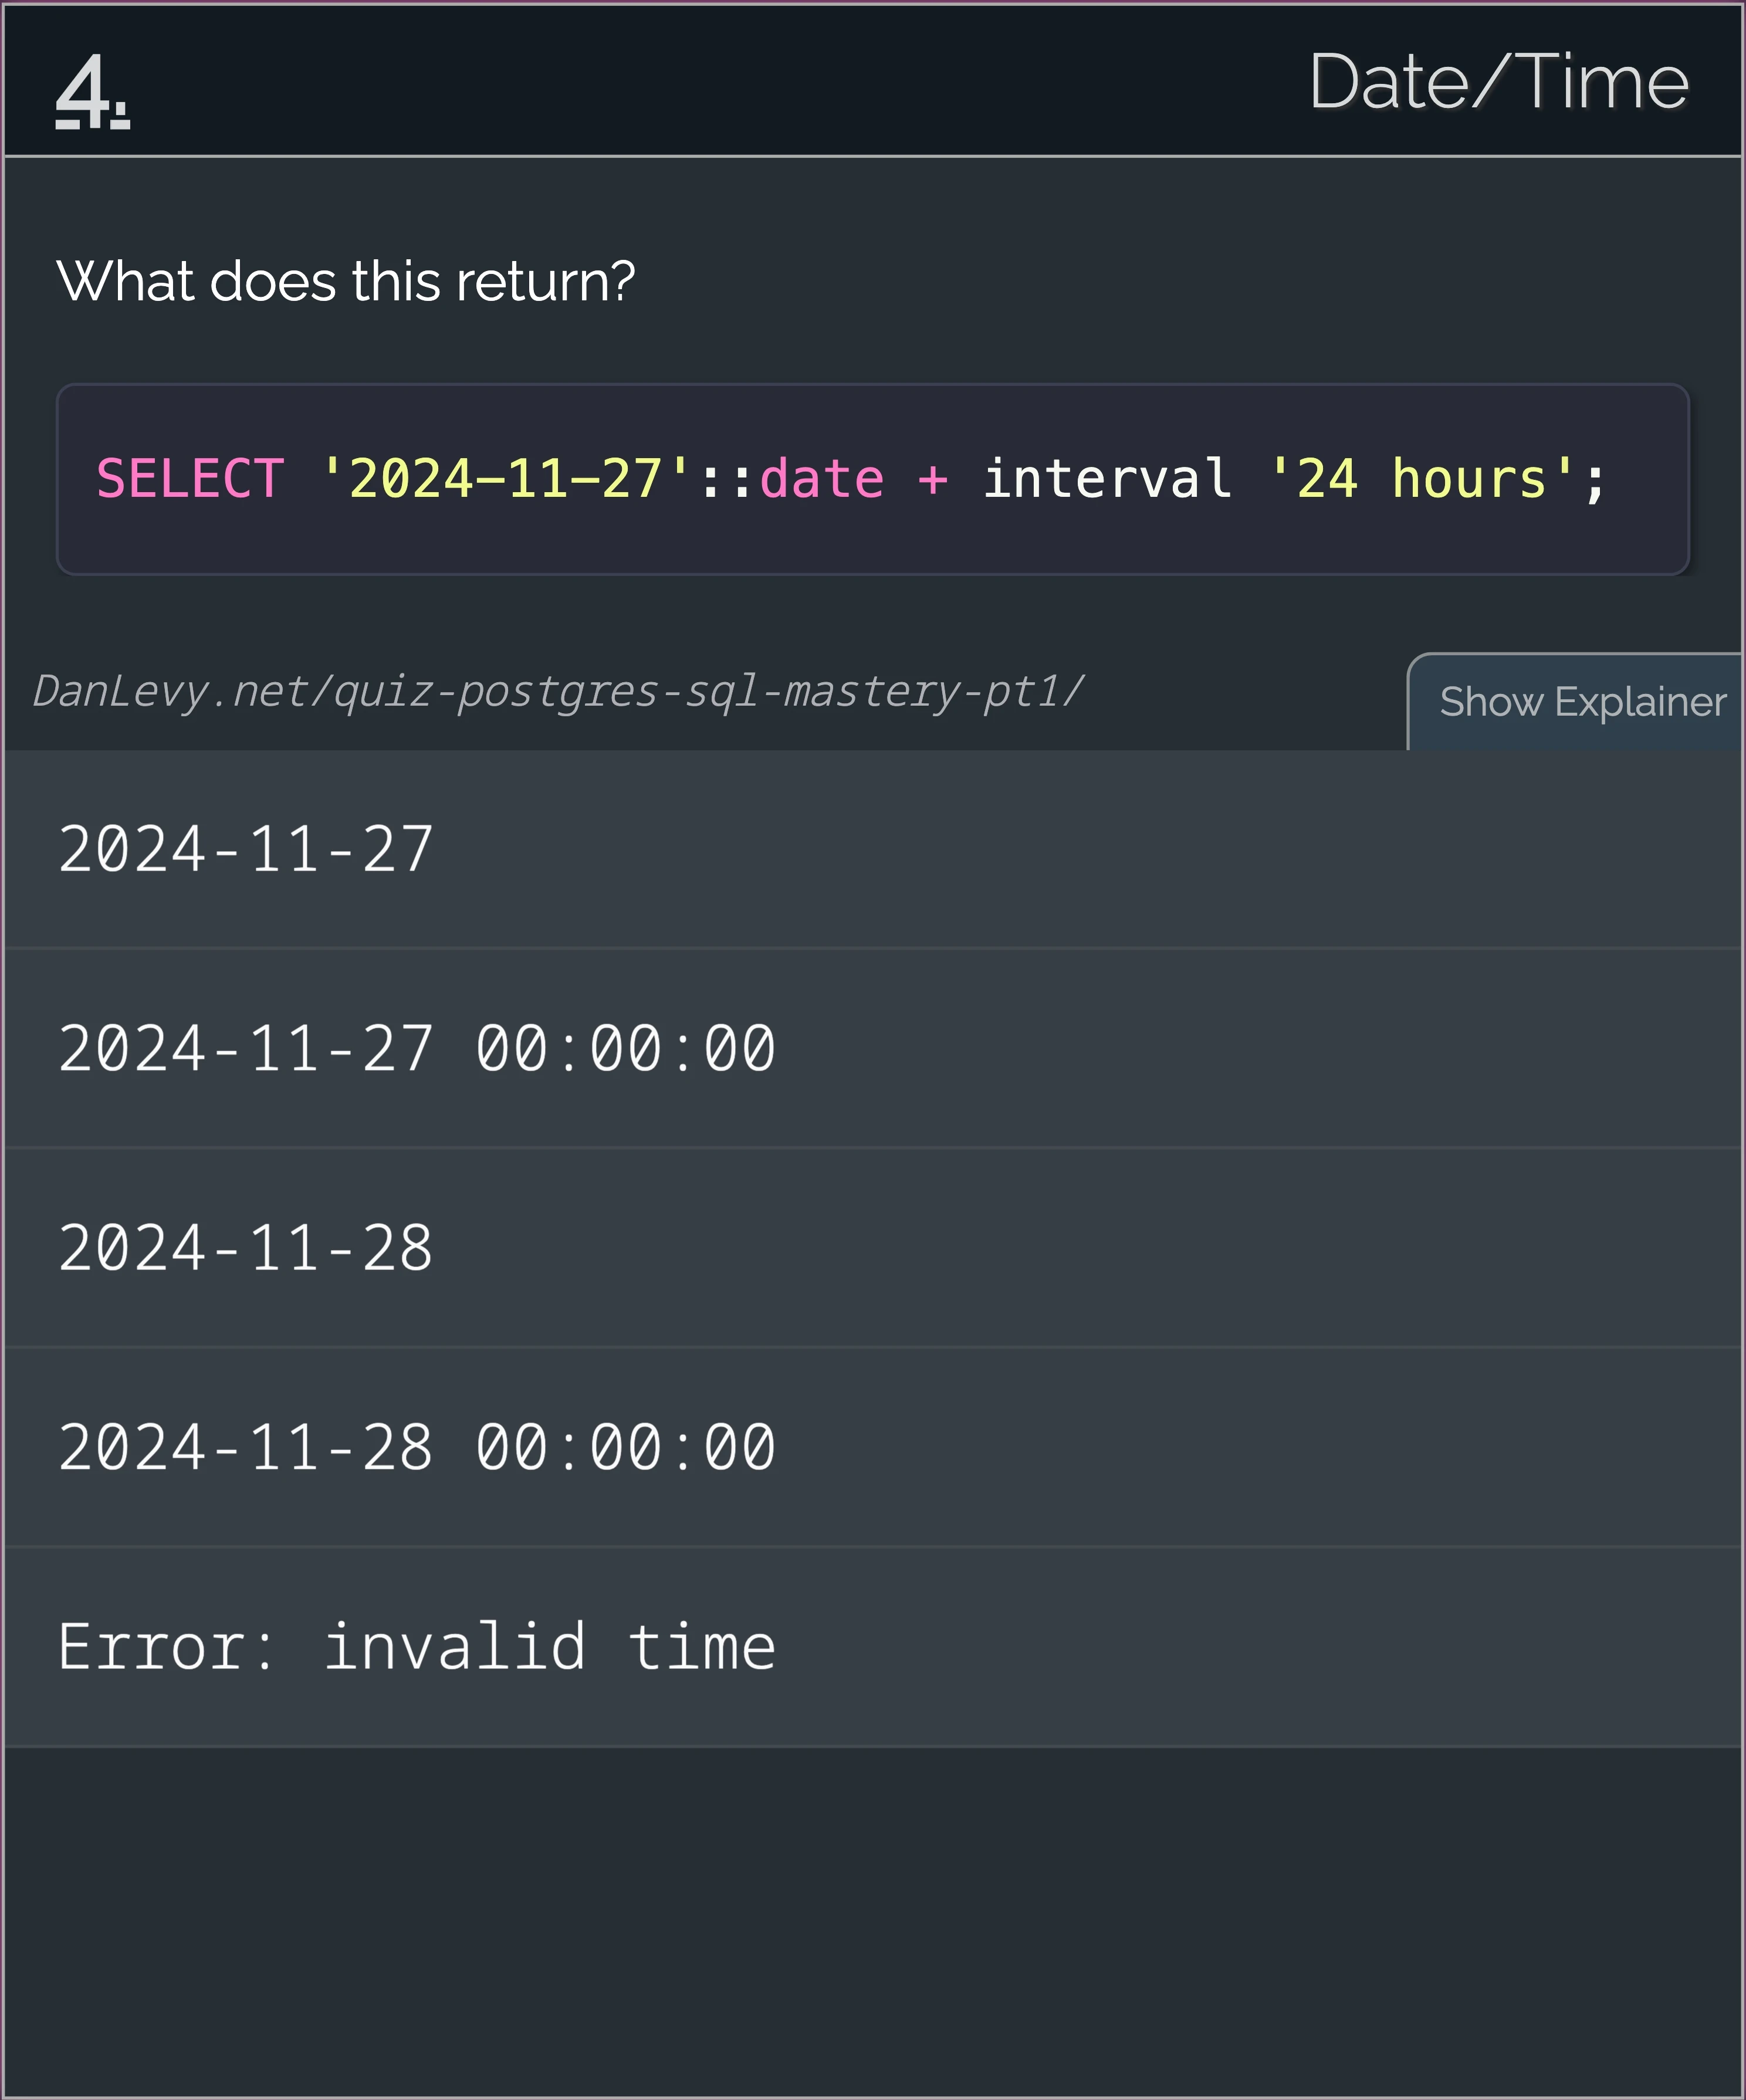 4.
Date/Time
What does this return?
SELECT '2024-11-27'::date + interval '24 hours';
DanLevy.net/quiz-postgres-sql-mastery-pt1/
Show Explainer
2024-11-27
2024-11-27 00:00:00
2024-11-28
2024-11-28 00:00:00
Error: invalid time